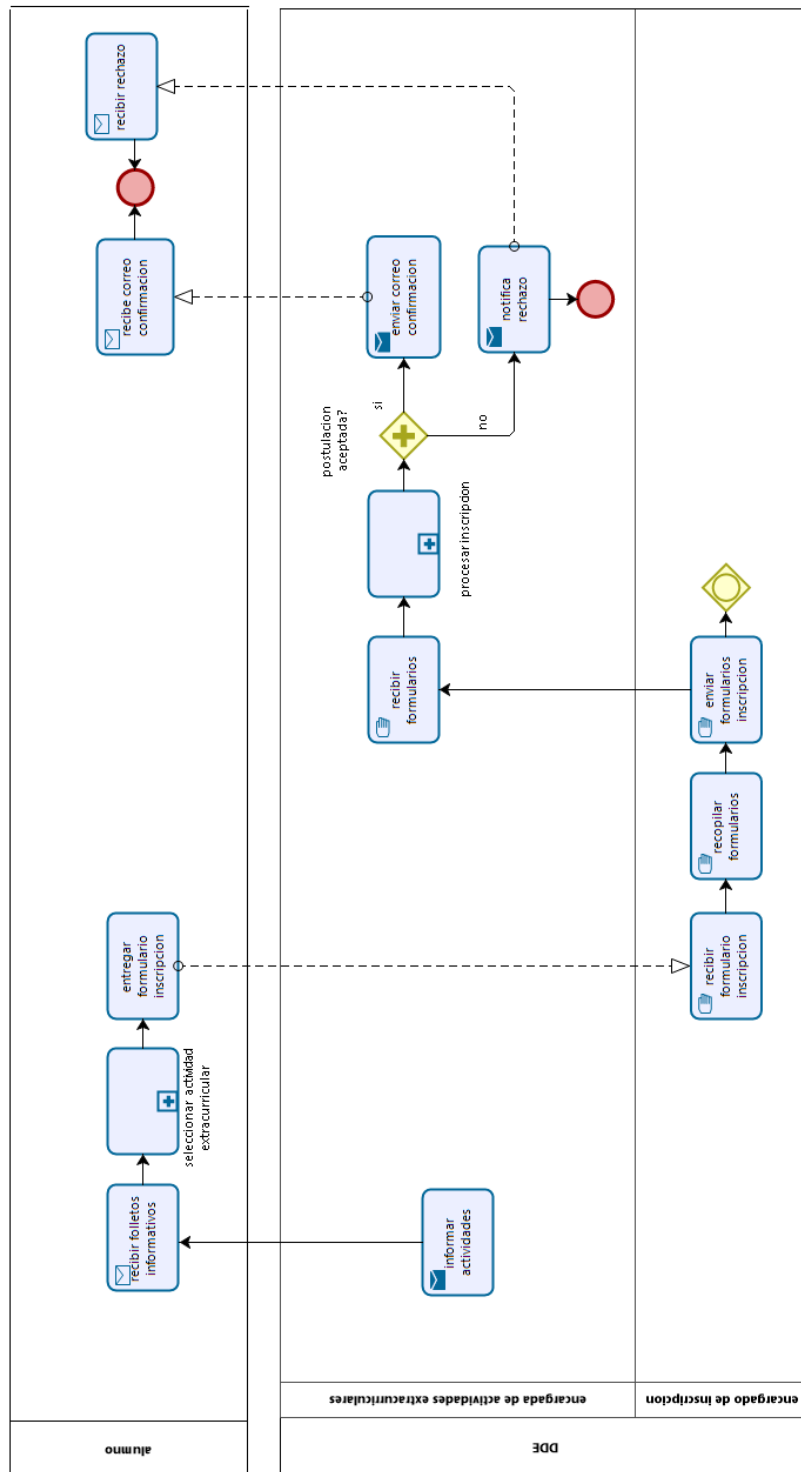 alumno
recibir folletos
informativos
seleccionar actividad
extracurricular
entregar
formulario
inscripcion
recibe correo
confirmacion
recibir rechazo
DDE
encargada de actividades extracurriculares
informar
actividades
recibir
formularios
procesar inscripcion
postulacion
aceptada?
si
no
enviar correo
confirmacion
notifica
rechazo
encargado de inscripcion
recibir
formulario
inscripcion
recopilar
formularios
enviar
formularios
inscripcion